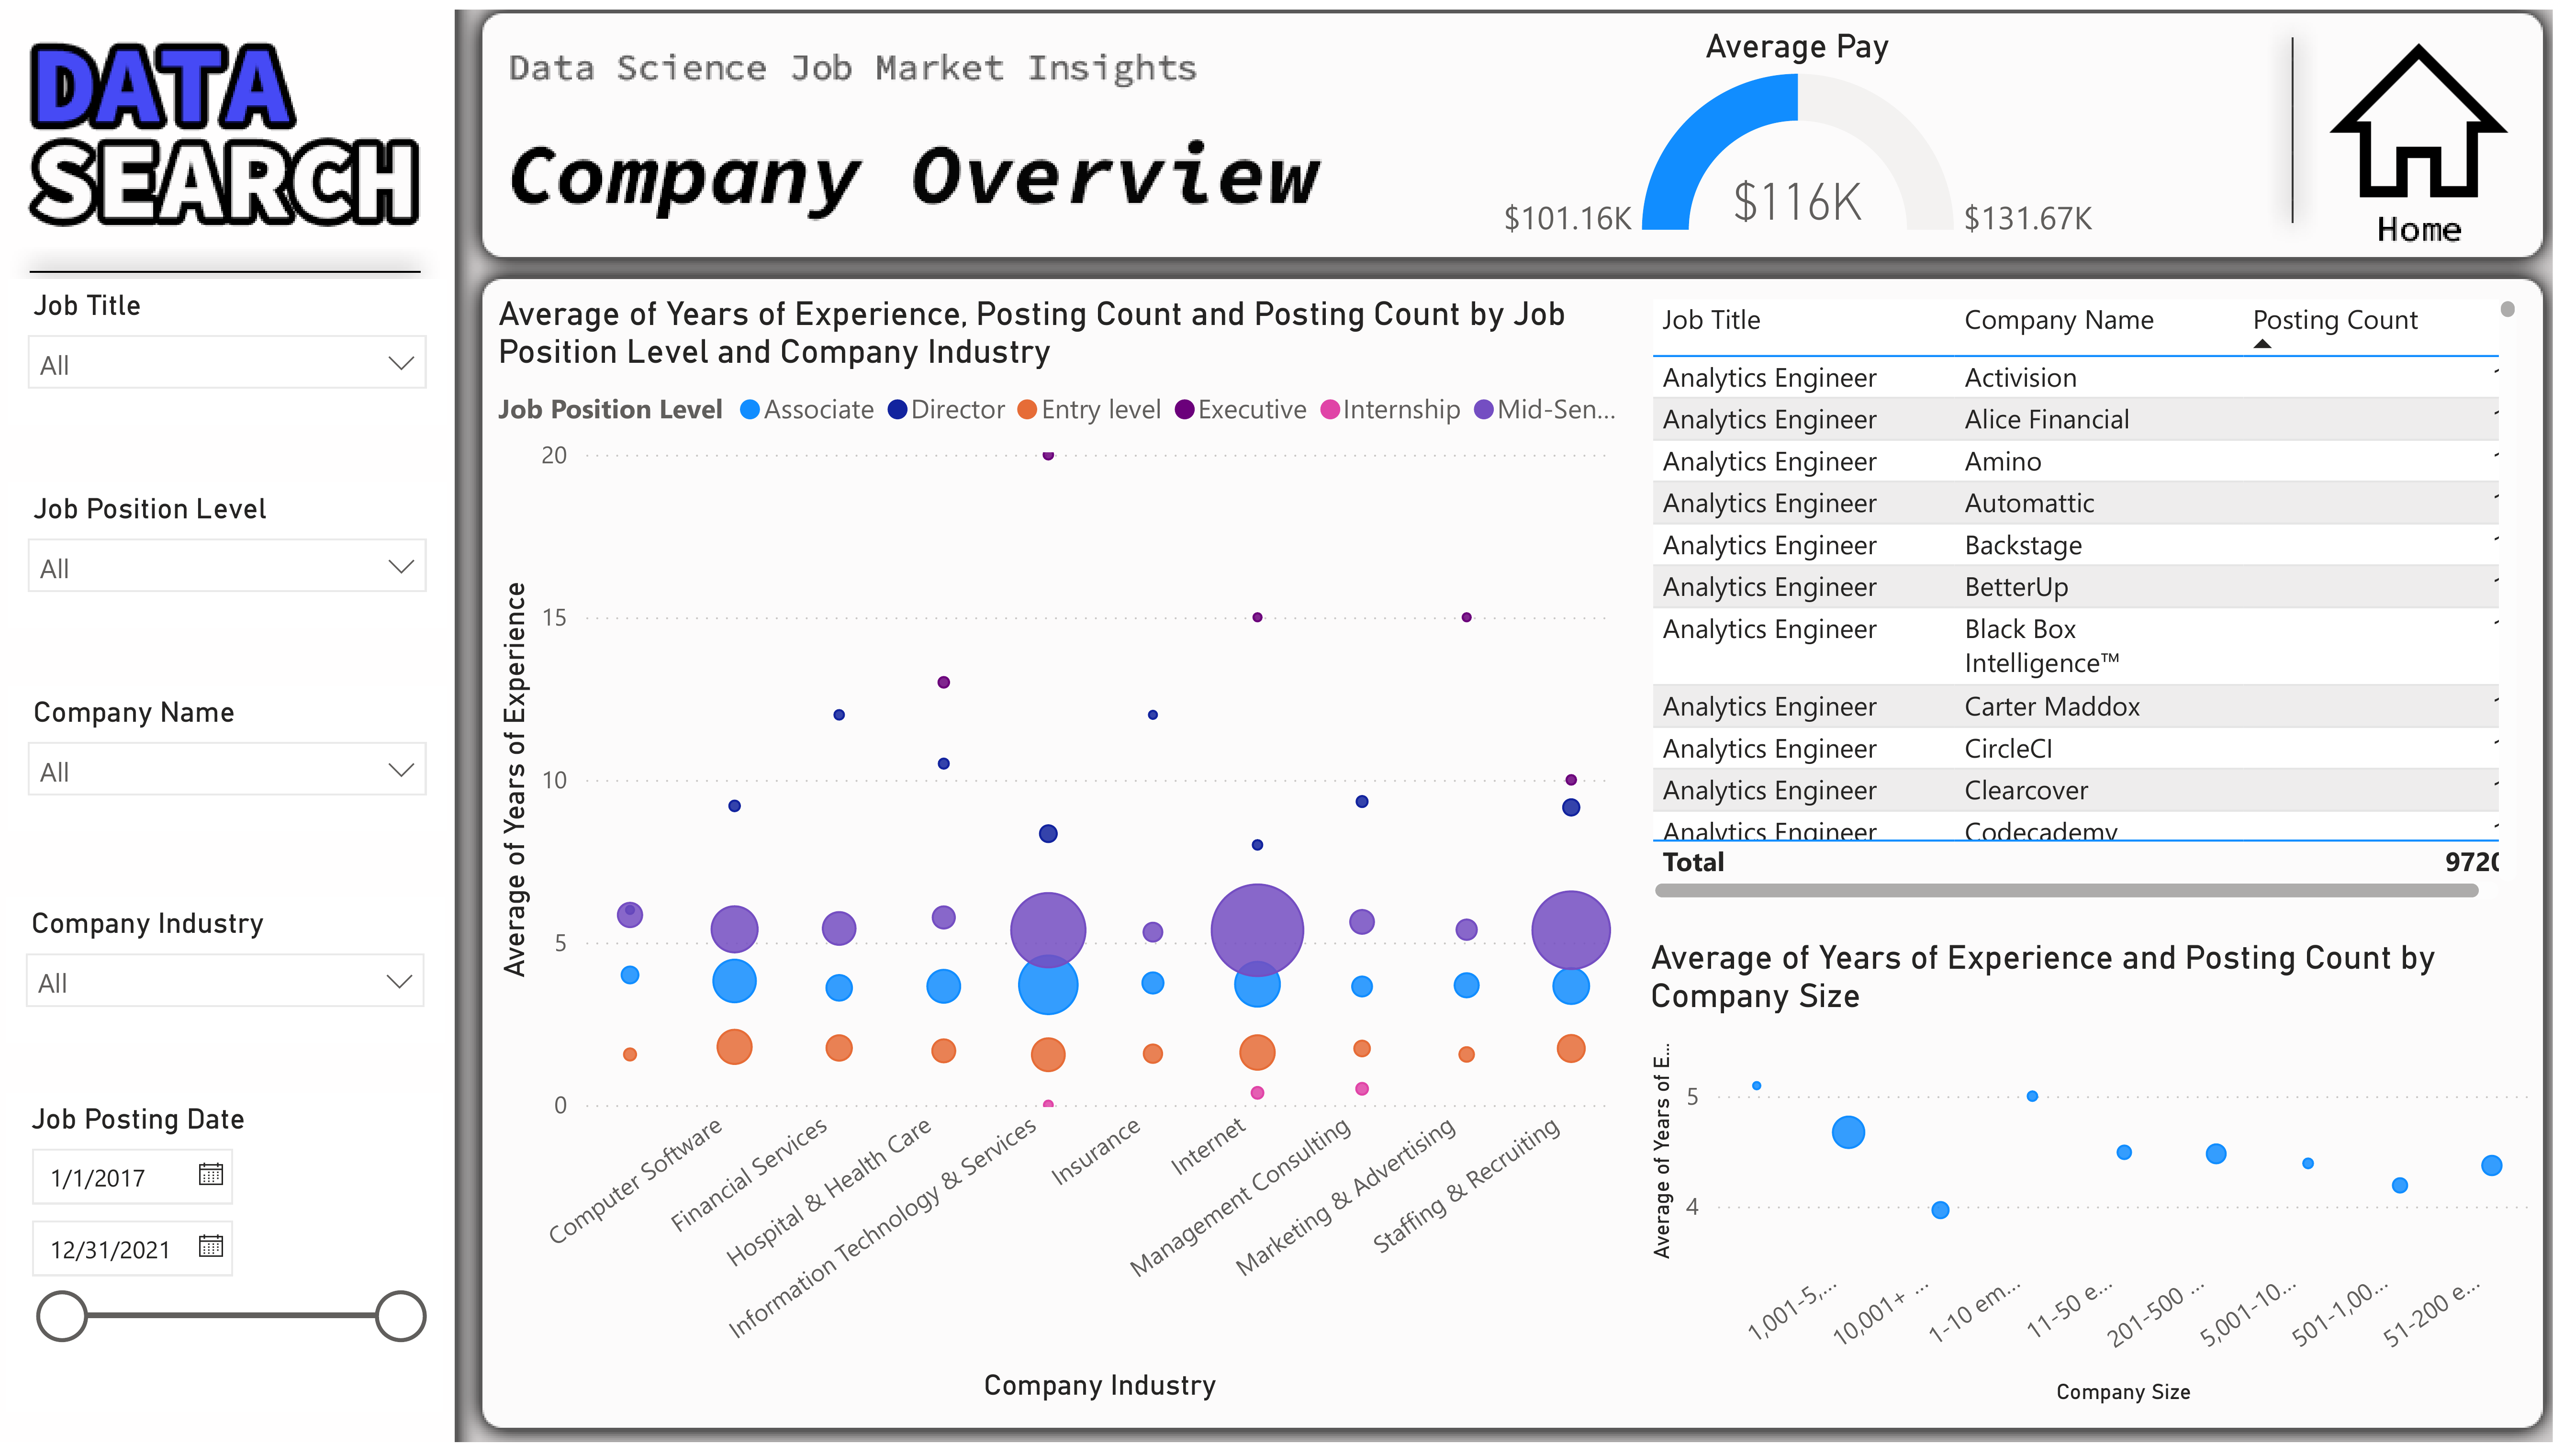 DATA
SEARCH
Job Title
All
Job Position Level
All
Company Name
All
Company Industry
All
Job Posting Date
1/1/2017
12/31/2021
Data Science Job Market Insights
Company Overview
Average Pay
$101.16K
$116K
$131.67K
Home
Average of Years of Experience, Posting Count and Posting Count by Job
Position Level and Company Industry
Job Position Level Associate Director Entry level Executive Internship Mid-Sen...
Average of Years of Experience
20
15
10
5
0
Computer Software
Financial Services
Hospital & Health Care
Information Technology & Services
Insurance
Internet
Management Consulting
Marketing & Advertising
Staffing & Recruiting
Company Industry
Job Title Company Name Posting Count
Analytics Engineer Activision
Analytics Engineer Alice Financial
Analytics Engineer Amino
Analytics Engineer Automattic
Analytics Engineer Backstage
Analytics Engineer BetterUp
Analytics Engineer Black Box
Intelligence™
Analytics Engineer Carter Maddox
Analytics Engineer CircleCI
Analytics Engineer Clearcover
Analytics Engineer Codecademy
Total 9720
Average of Years of Experience and Posting Count by
Company Size
Average of Years of E...
5
4
1,001-5,...
10,001+ ...
1-10 em...
11-50 e...
201-500 ...
5,001-10...
501-1,00...
51-200 e...
Company Size